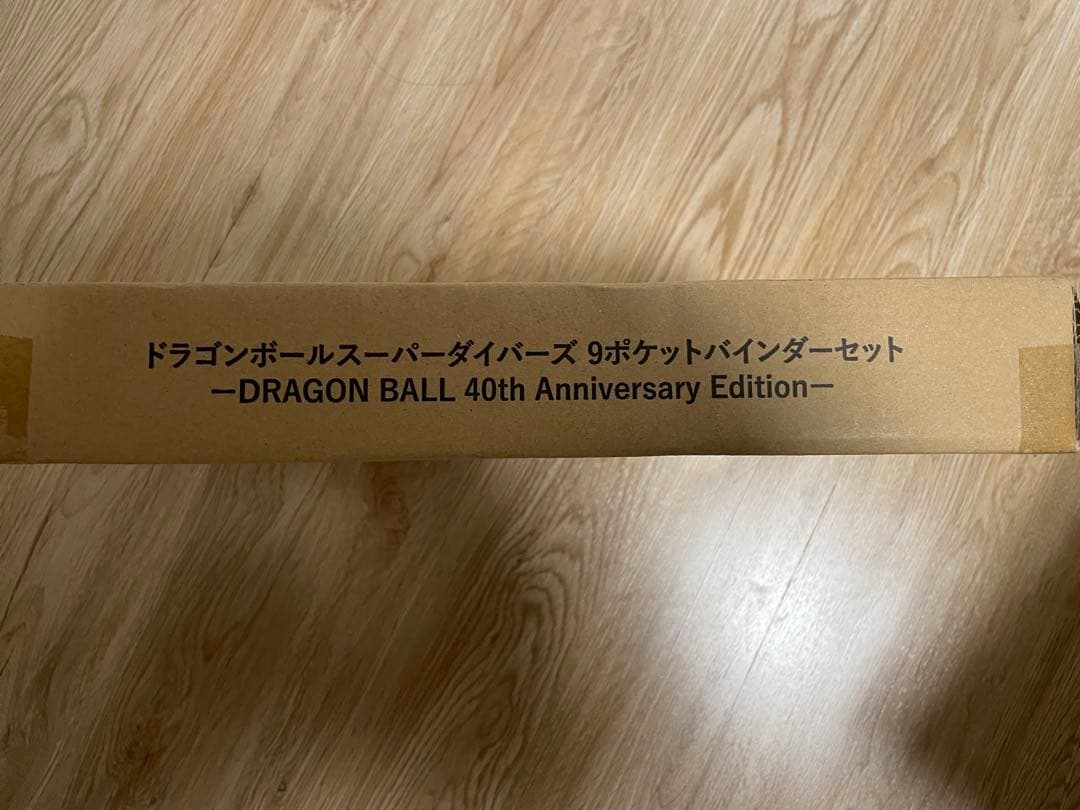 ドラゴンボールスーパーダイバーズ 9ポケットバインダーセット
ーDRAGON BALL 40th Anniversary Editionー